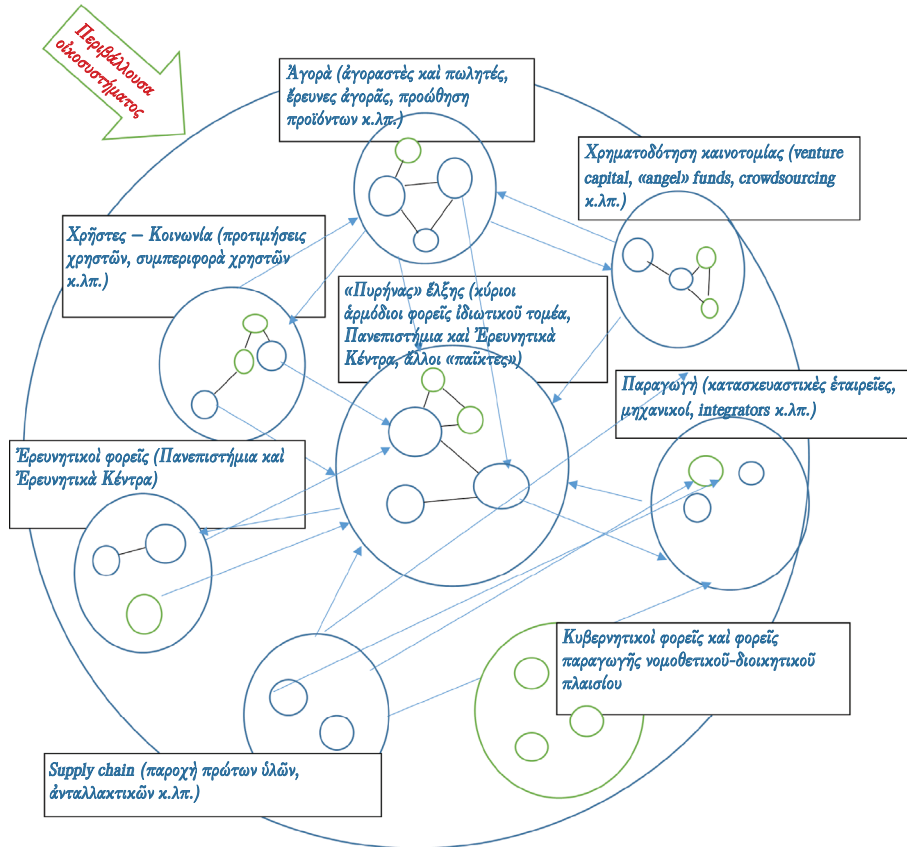 Περιβάλλουσα
οἰκοσυστήματος
Ἀγορὰ (ἀγοραστὲς καὶ πωλητές,
ἔρευνες ἀγορᾶς, προώθηση
προϊόντων κ.λπ.)
Χρηματοδότηση καινοτομίας (venture
capital, «angel» funds, crowdsourcing
κ.λπ.)
Χρῆστες – Κοινωνία (προτιμήσεις
χρηστῶν, συμπεριφορὰ χρηστῶν
κ.λπ.)
«Πυρήνας» ἕλξης (κύριοι
ἁρμόδιοι φορεῖς ἰδιωτικοῦ τομέα,
Πανεπιστήμια καὶ Ἐρευνητικὰ
Κέντρα, ἄλλοι «παῖκτες»)
Παραγωγὴ (κατασκευαστικὲς ἑταιρεῖες,
μηχανικοί, integrators κ.λπ.)
Ἐρευνητικοὶ φορεῖς (Πανεπιστήμια καὶ
Ἐρευνητικὰ Κέντρα)
Κυβερνητικοὶ φορεῖς καὶ φορεῖς
παραγωγῆς νομοθετικοῦ-διοικητικοῦ
πλαισίου
Supply chain (παροχὴ πρώτων ὑλῶν,
ἀνταλλακτικῶν κ.λπ.)